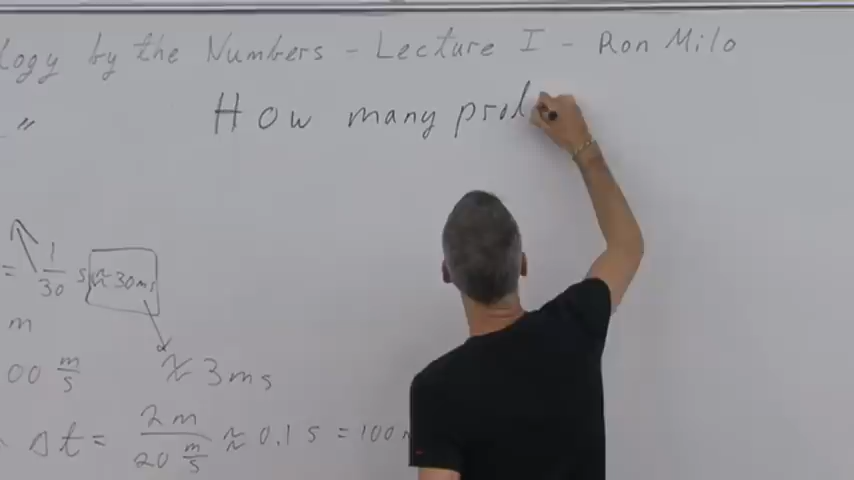 logy by the Numbers - Lecture I - Ron Milo
"
How many prot
= 1/30 s ≈ 30ms
m
00 m/s
≈ 3ms
Δt = 2m / 20 m/s ≈ 0.1 s = 100